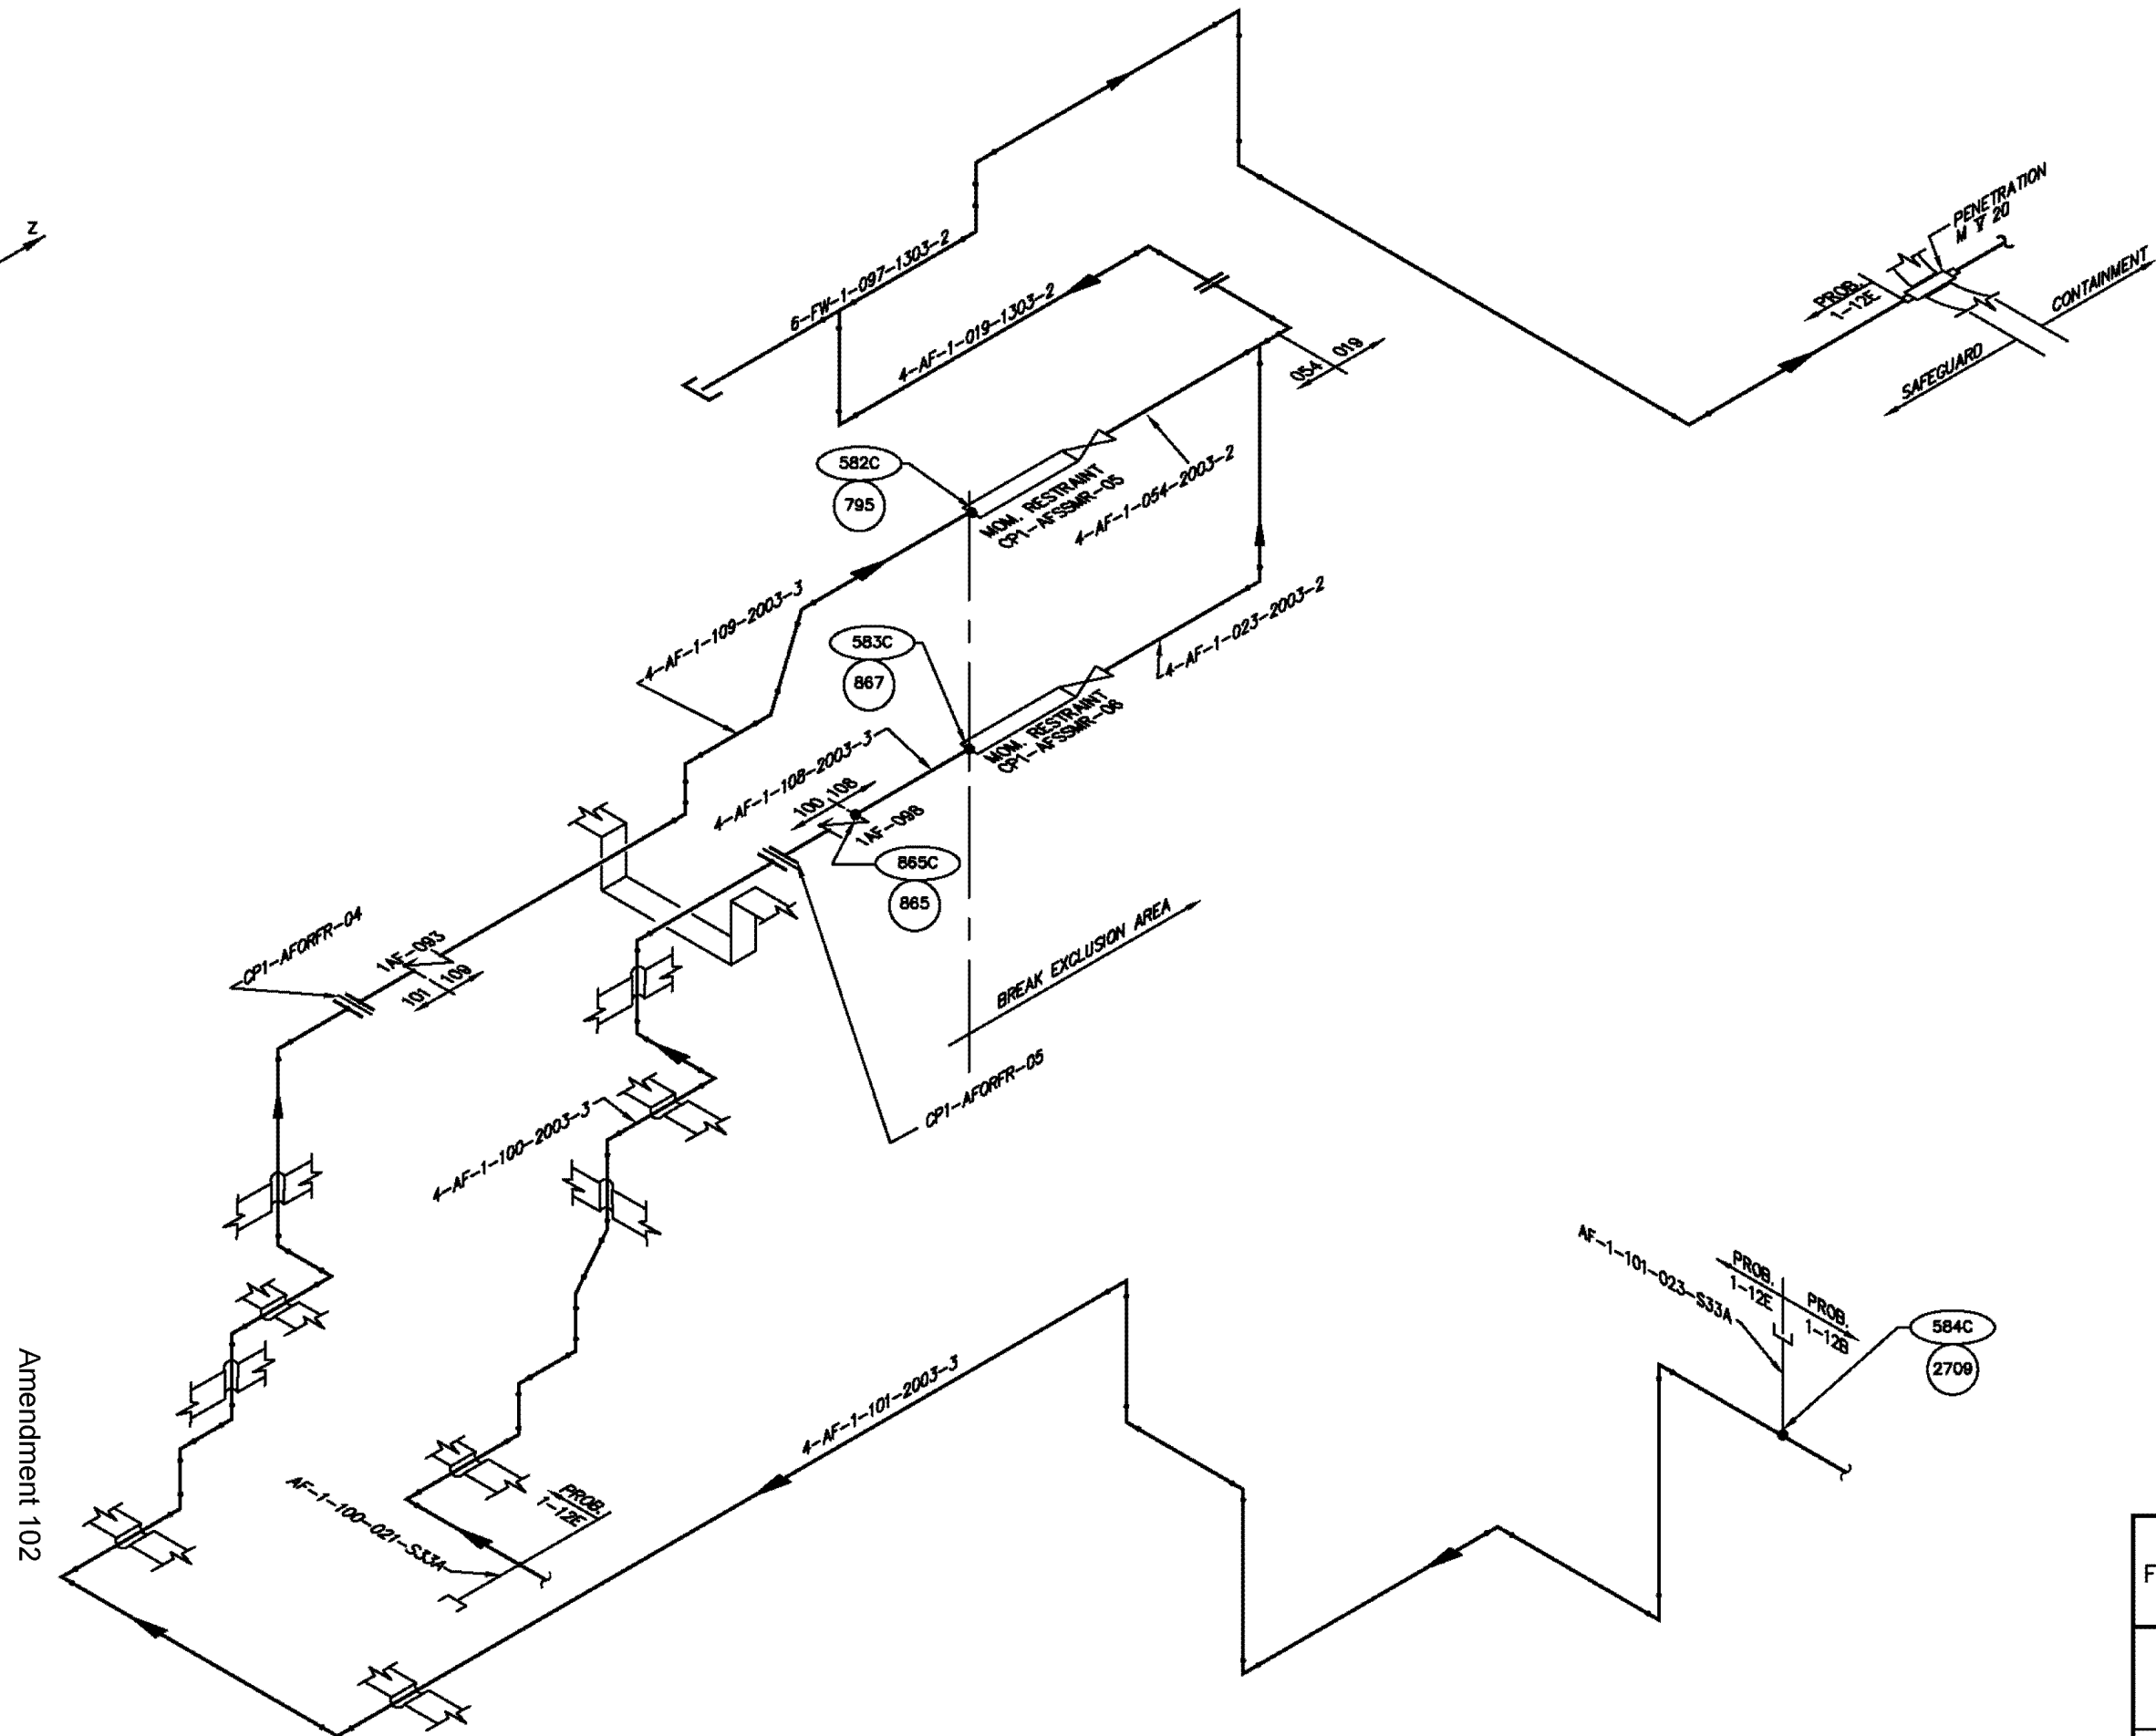 Z
6-FW-1-097-1303-2
4-AF-1-019-1303-2
PENETRATION
M V 20
PROB.
1-12E
CONTAINMENT
SAFEGUARD
054 019
582C
795
MOM. RESTRAINT
CP1-AFSSMR-05
4-AF-1-054-2003-2
4-AF-1-109-2003-3
583C
867
4-AF-1-023-2003-2
MOM. RESTRAINT
CP1-AFSSMR-06
4-AF-1-108-2003-3
100 108
1AF-098
865C
865
CP1-AFORFR-04
1AF-093
101 109
BREAK EXCLUSION AREA
CP1-AFORFR-05
4-AF-1-100-2003-3
AF-1-101-023-S33A
PROB.
1-12E
PROB.
1-12B
584C
2709
4-AF-1-101-2003-3
AF-1-100-021-S33A
PROB.
1-12E
Amendment 102
F